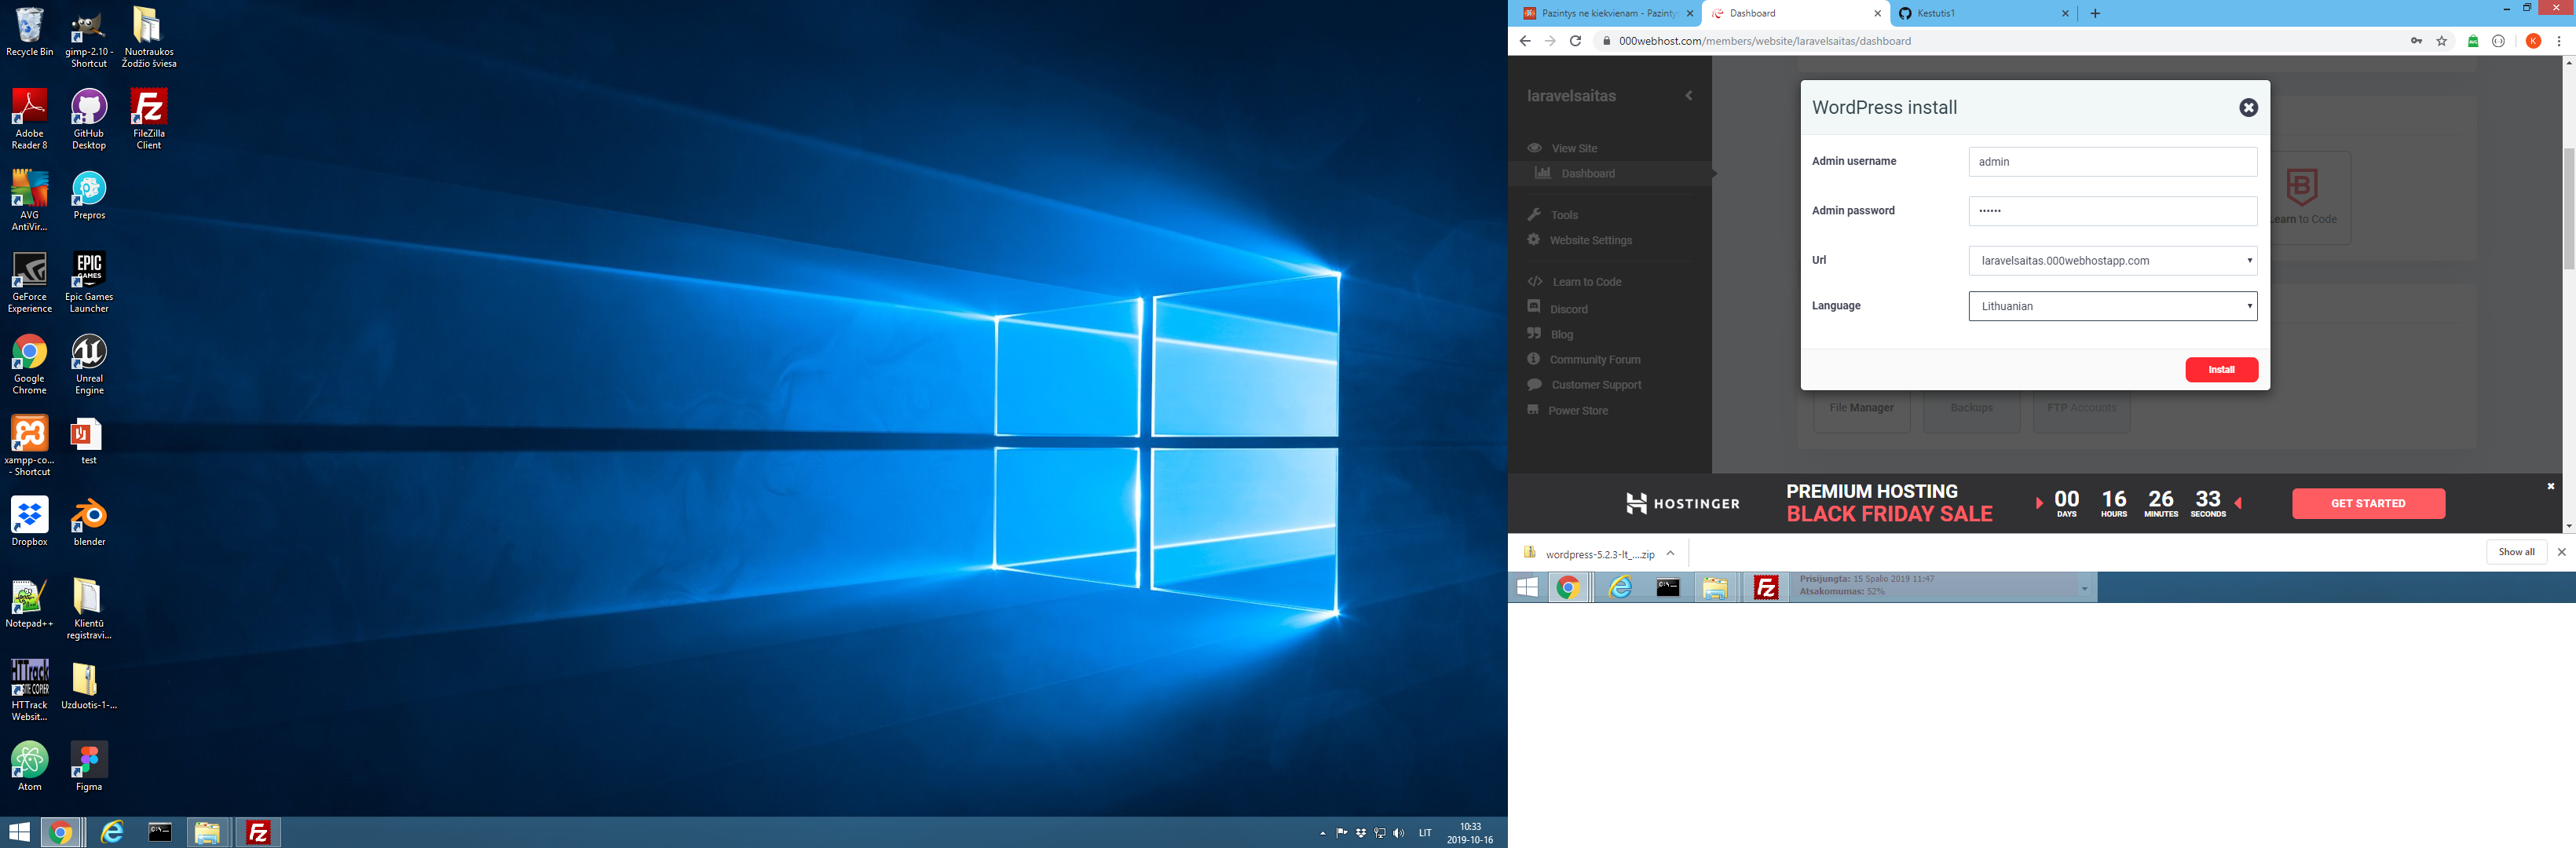 Recycle Bin
gimp-2.10 -
Shortcut
Nuotraukos
Žodžio šviesa
Adobe
Reader 8
GitHub
Desktop
FileZilla
Client
AVG
AntiVir...
Prepros
GeForce
Experience
EPIC
GAMES
Epic Games
Launcher
Google
Chrome
Unreal
Engine
xampp-co...
- Shortcut
test
Dropbox
blender
Notepad++
Klientū
registravi...
HTTrack
SITE COPIER
HTTrack
Websit...
Uzduotis-1-...
Atom
Figma
LIT
10:33
2019-10-16
Pazintys ne kiekvienam - Pazinty
Dashboard
Kestutis1
000webhost.com/members/website/laravelsaitas/dashboard
K
laravelsaitas
View Site
Dashboard
Tools
Website Settings
Learn to Code
Discord
Blog
Community Forum
Customer Support
Power Store
WordPress install
Admin username
admin
Admin password
••••••
Url
laravelsaitas.000webhostapp.com
Language
Lithuanian
Install
Learn to Code
File Manager
Backups
FTP Accounts
HOSTINGER
PREMIUM HOSTING
BLACK FRIDAY SALE
00 16 26 33
DAYS HOURS MINUTES SECONDS
GET STARTED
wordpress-5.2.3-lt_....zip
Show all
Prisijungta: 15 Spalio 2019 11:47
Atsakomumas: 52%